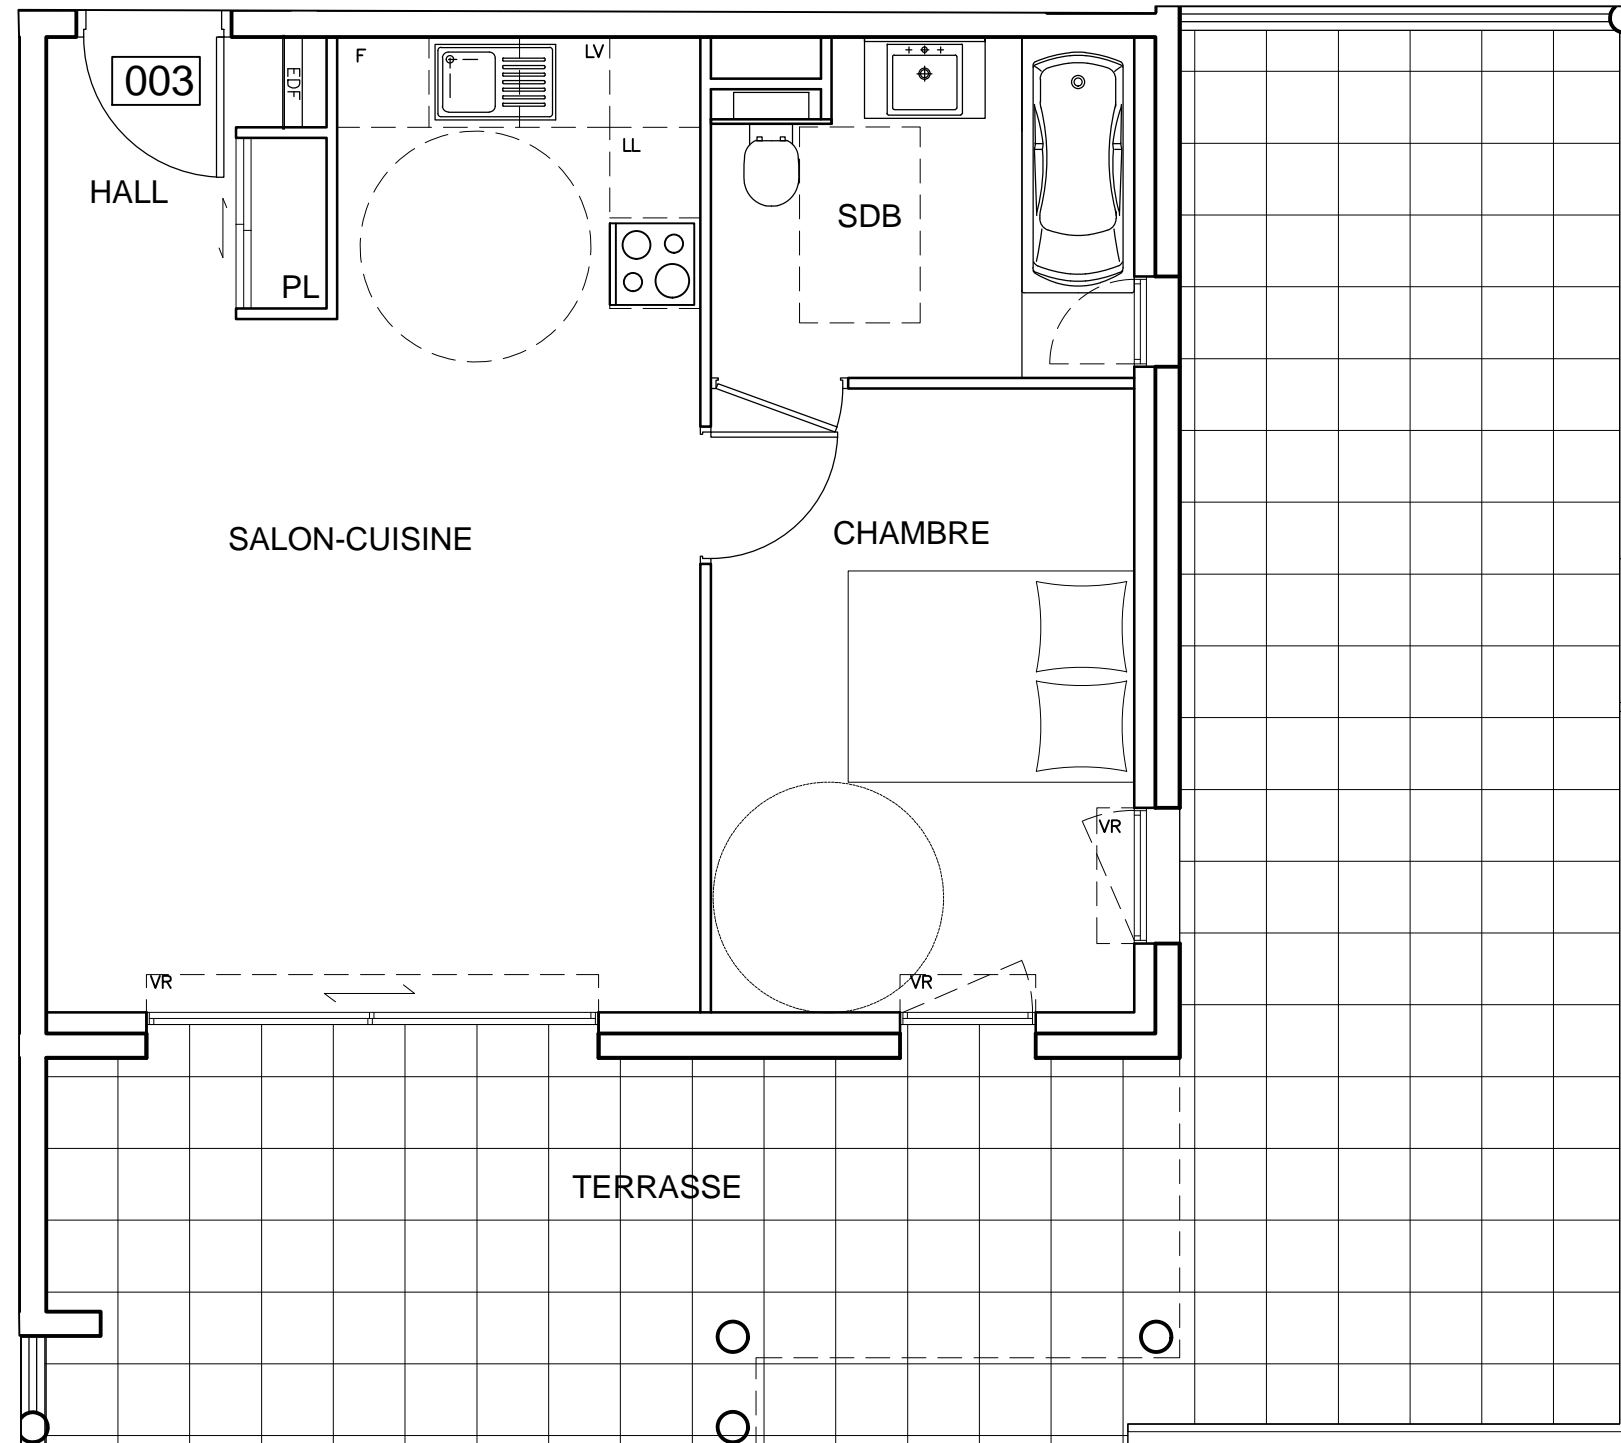 003
EDF
F
LV
LL
HALL
SDB
PL
SALON-CUISINE
CHAMBRE
VR
VR
VR
TERRASSE